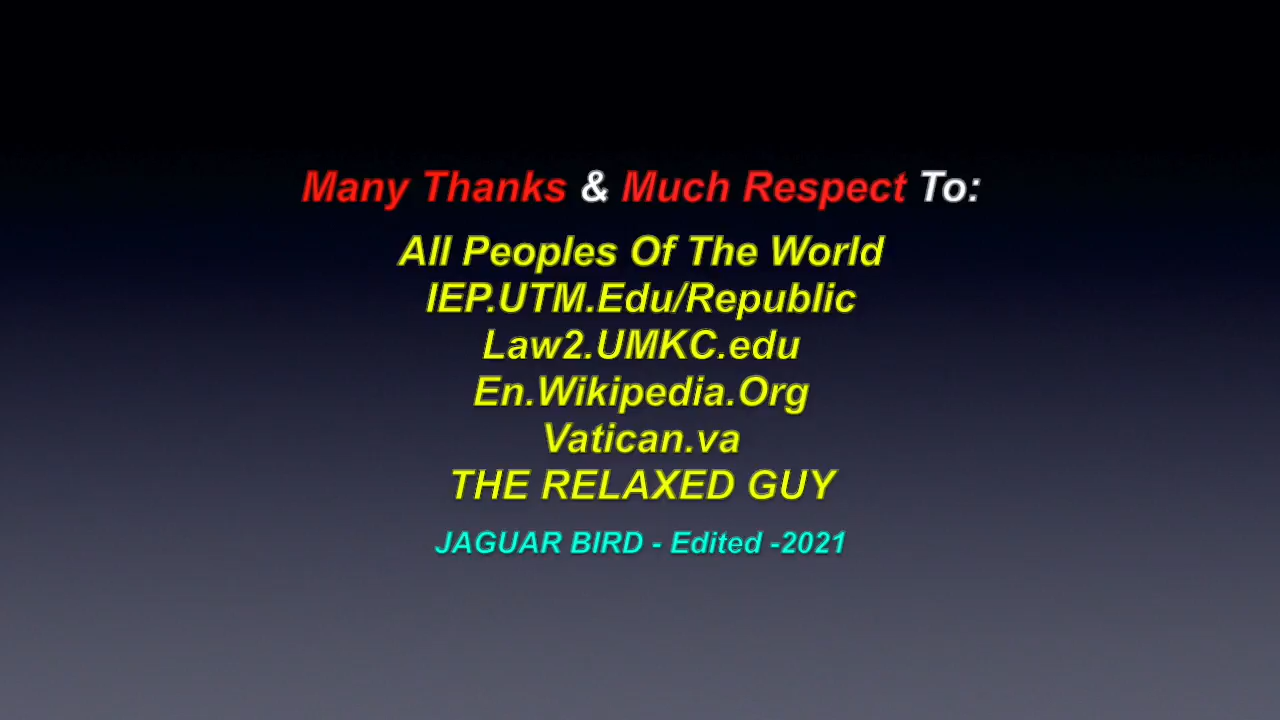 Many Thanks & Much Respect To:
All Peoples Of The World
IEP.UTM.Edu/Republic
Law2.UMKC.edu
En.Wikipedia.Org
Vatican.va
THE RELAXED GUY
JAGUAR BIRD - Edited -2021